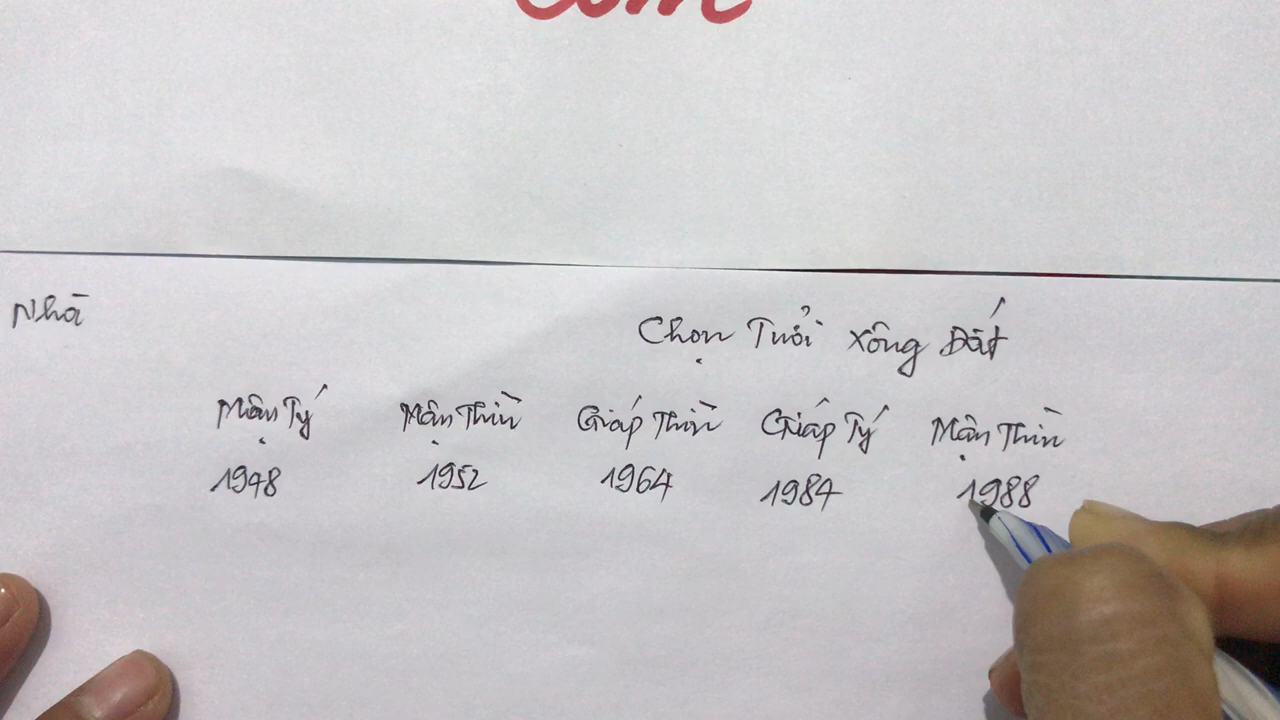 Nhà
Chọn Tuổi Xông Đất
Mậu Tý Mậu Thìn Giáp Thìn Giáp Tý Mậu Thìn
1948 1952 1964 1984 1988